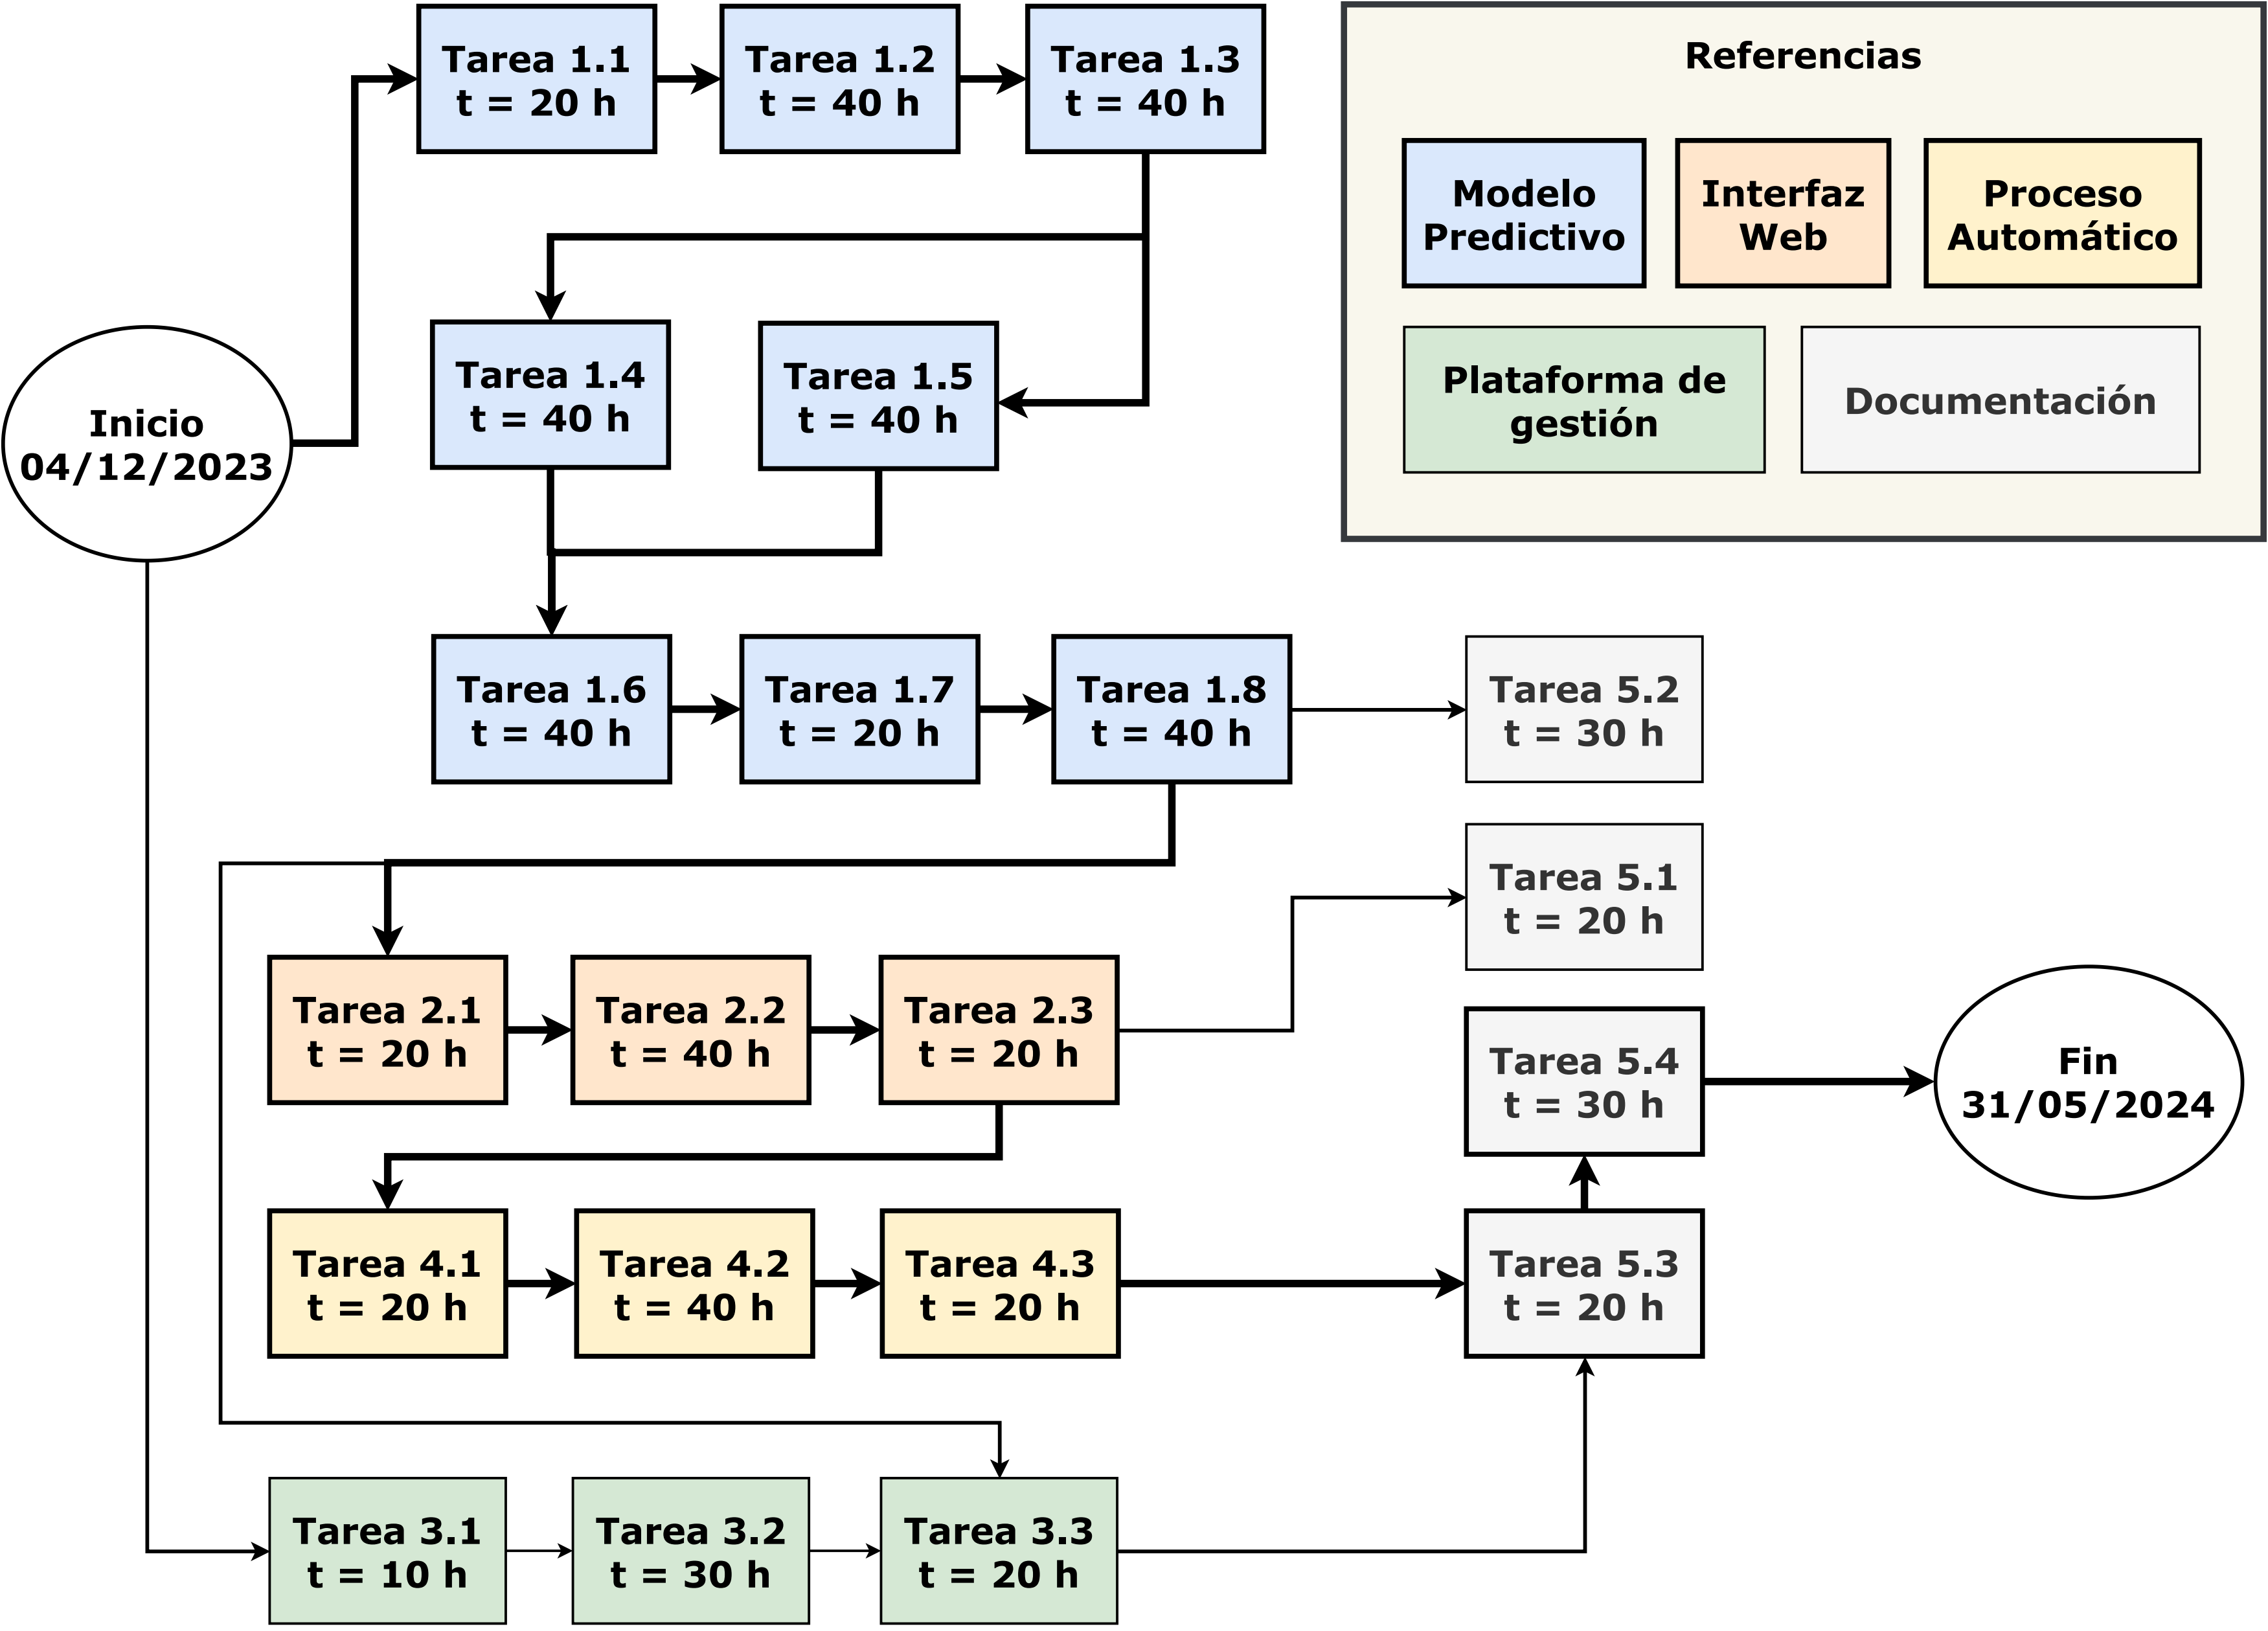 Tarea 1.1
t = 20 h
Tarea 1.2
t = 40 h
Tarea 1.3
t = 40 h
Referencias
Modelo
Predictivo
Interfaz
Web
Proceso
Automático
Plataforma de
gestión
Documentación
Inicio
04/12/2023
Tarea 1.4
t = 40 h
Tarea 1.5
t = 40 h
Tarea 1.6
t = 40 h
Tarea 1.7
t = 20 h
Tarea 1.8
t = 40 h
Tarea 5.2
t = 30 h
Tarea 5.1
t = 20 h
Tarea 2.1
t = 20 h
Tarea 2.2
t = 40 h
Tarea 2.3
t = 20 h
Tarea 5.4
t = 30 h
Fin
31/05/2024
Tarea 4.1
t = 20 h
Tarea 4.2
t = 40 h
Tarea 4.3
t = 20 h
Tarea 5.3
t = 20 h
Tarea 3.1
t = 10 h
Tarea 3.2
t = 30 h
Tarea 3.3
t = 20 h